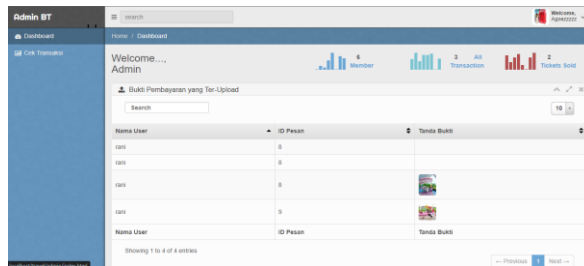 Admin BT
search
Welcome,
Dashboard
Cek Transaksi
Home / Dashboard
Welcome...,
Admin
6
Member
3 All
Transaction
2
Tickets Sold
Bukti Pembayaran yang Ter-Upload
Search
10
Nama User ID Pesan Tanda Bukti
rani 8
rani 8
rani 8
rani 9
Nama User ID Pesan Tanda Bukti
Showing 1 to 4 of 4 entries
← Previous 1 Next →